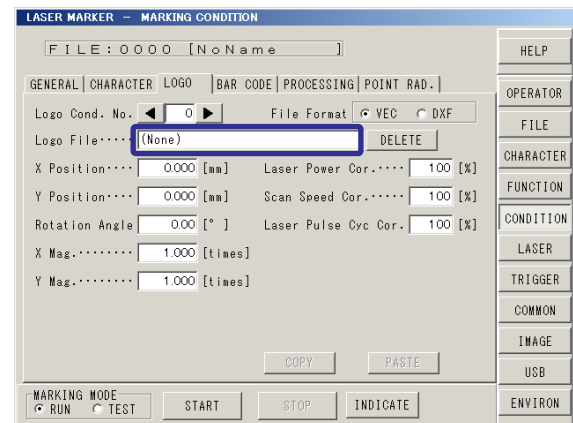 LASER MARKER − MARKING CONDITION
FILE:0000 [NoName ]
HELP
GENERAL CHARACTER LOGO BAR CODE PROCESSING POINT RAD.
OPERATOR
Logo Cond. No. 0 File Format VEC DXF
FILE
Logo File····· (None) DELETE
CHARACTER
X Position···· 0.000 [mm] Laser Power Cor.···· 100 [%]
FUNCTION
Y Position···· 0.000 [mm] Scan Speed Cor.····· 100 [%]
CONDITION
Rotation Angle 0.00 [° ] Laser Pulse Cyc Cor. 100 [%]
LASER
X Mag.········ 1.000 [times]
TRIGGER
Y Mag.········ 1.000 [times]
COMMON
IMAGE
COPY PASTE
USB
MARKING MODE
RUN TEST START STOP INDICATE
ENVIRON